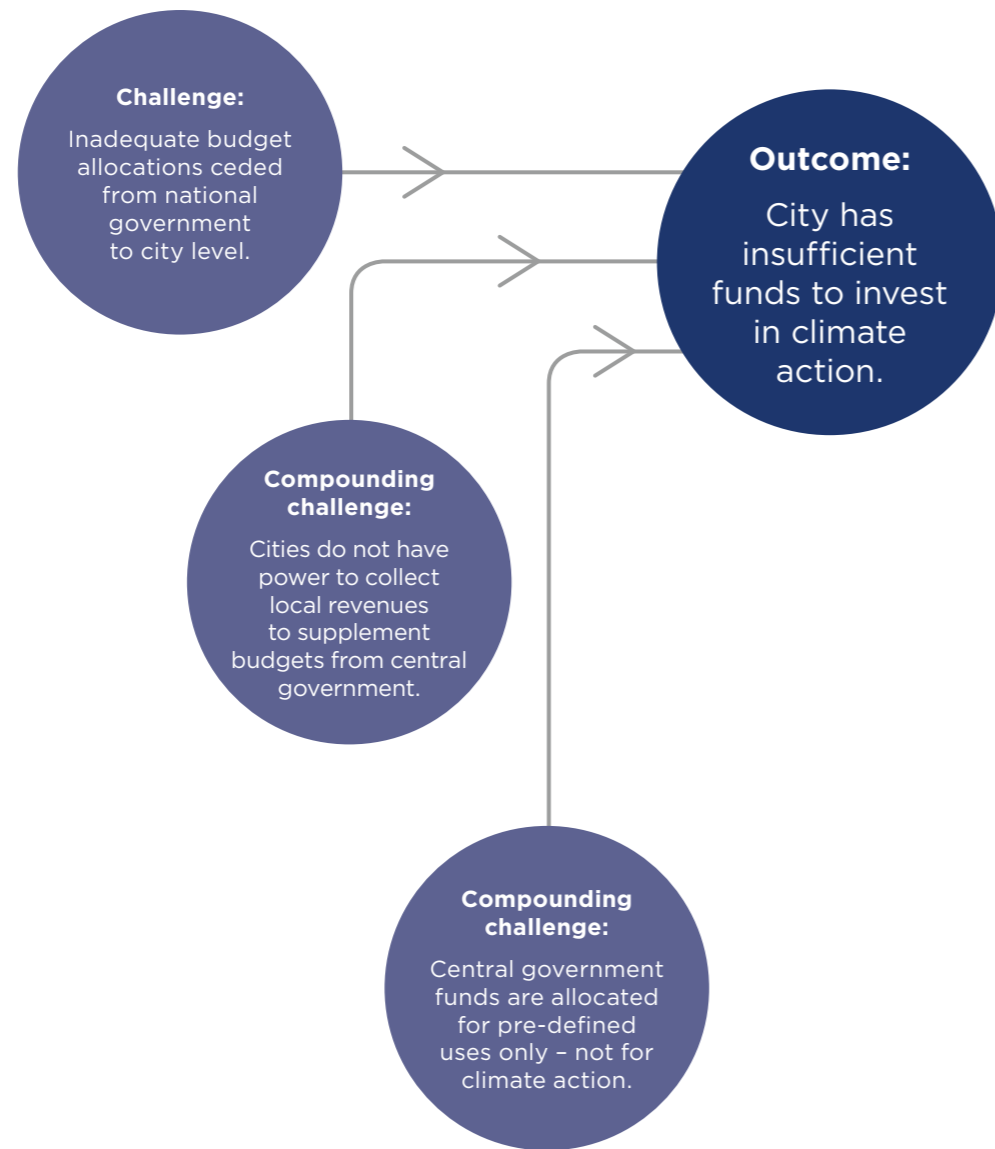 Challenge:
Inadequate budget
allocations ceded
from national
government
to city level.
Outcome:
City has
insufficient
funds to invest
in climate
action.
Compounding
challenge:
Cities do not have
power to collect
local revenues
to supplement
budgets from central
government.
Compounding
challenge:
Central government
funds are allocated
for pre-defined
uses only – not for
climate action.